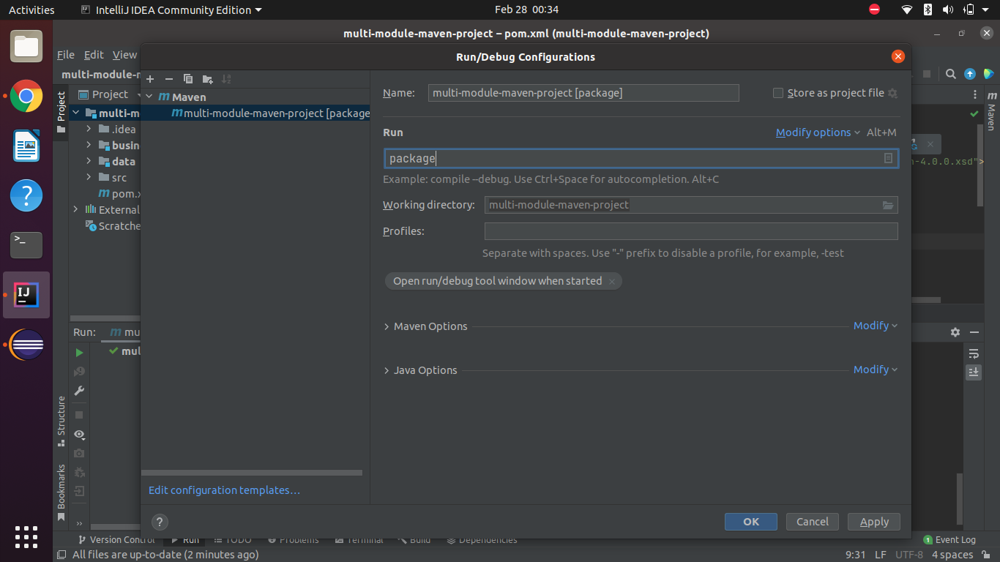 Activities IntelliJ IDEA Community Edition Feb 28 00:34
multi-module-maven-project – pom.xml (multi-module-maven-project)
File Edit View
Run/Debug Configurations
multi-module-m
Project
Project
multi-m
.idea
busin
data
src
pom.x
External
Scratche
Maven
multi-module-maven-project [package
Name: multi-module-maven-project [package] Store as project file
Run Modify options Alt+M
package
Example: compile --debug. Use Ctrl+Space for autocompletion. Alt+C
Working directory: multi-module-maven-project
Profiles:
Separate with spaces. Use "-" prefix to disable a profile, for example, -test
Open run/debug tool window when started
Maven Options Modify
Java Options Modify
Edit configuration templates…
? OK Cancel Apply
Maven
n-4.0.0.xsd">
Run: mu
mul
Structure
Bookmarks
Version Control Run TODO Problems Terminal Build Dependencies 1 Event Log
All files are up-to-date (2 minutes ago) 9:31 LF UTF-8 4 spaces